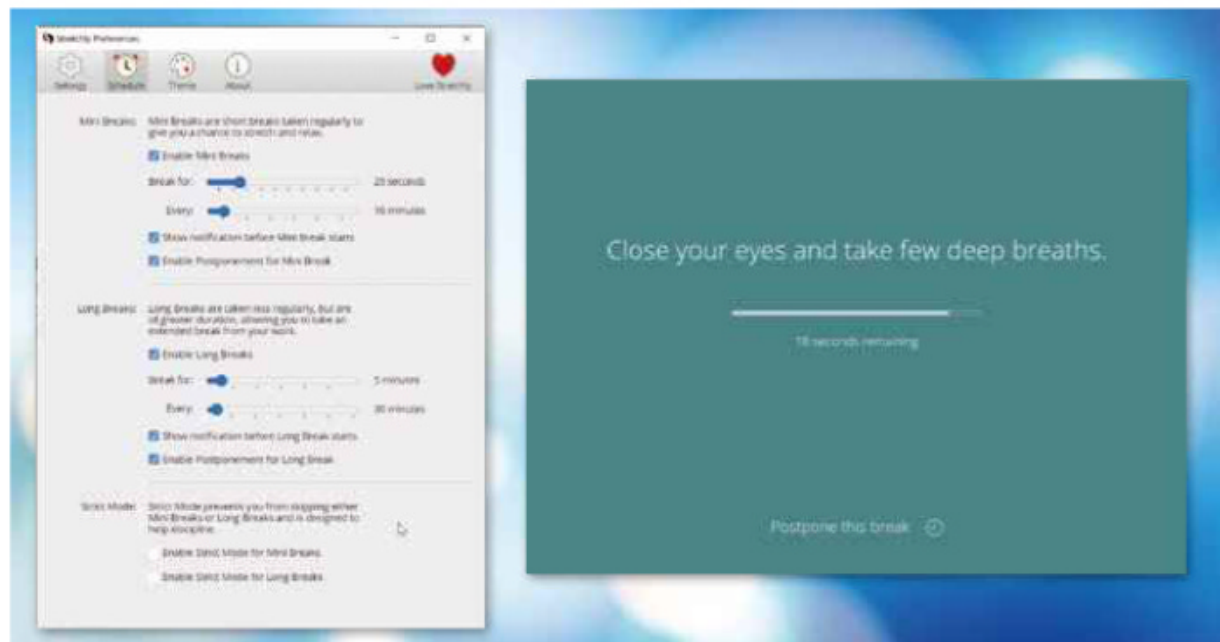 Stretchly Preferences
Settings
Schedule
Theme
About
Love Stretchly
Mini Breaks:
Mini Breaks are short breaks taken regularly to
give you a chance to stretch and relax.
Enable Mini Breaks
Break for:
20 seconds
Every:
10 minutes
Show notification before Mini Break starts
Enable Postponement for Mini Break
Long Breaks:
Long Breaks are taken less regularly, but are
of greater duration, allowing you to take an
extended break from your work.
Enable Long Breaks
Break for:
5 minutes
Every:
30 minutes
Show notification before Long Break starts
Enable Postponement for Long Break
Strict Mode:
Strict Mode prevents you from skipping either
Mini Breaks or Long Breaks and is designed to
help discipline.
Enable Strict Mode for Mini Breaks
Enable Strict Mode for Long Breaks
Close your eyes and take few deep breaths.
18 seconds remaining
Postpone this break